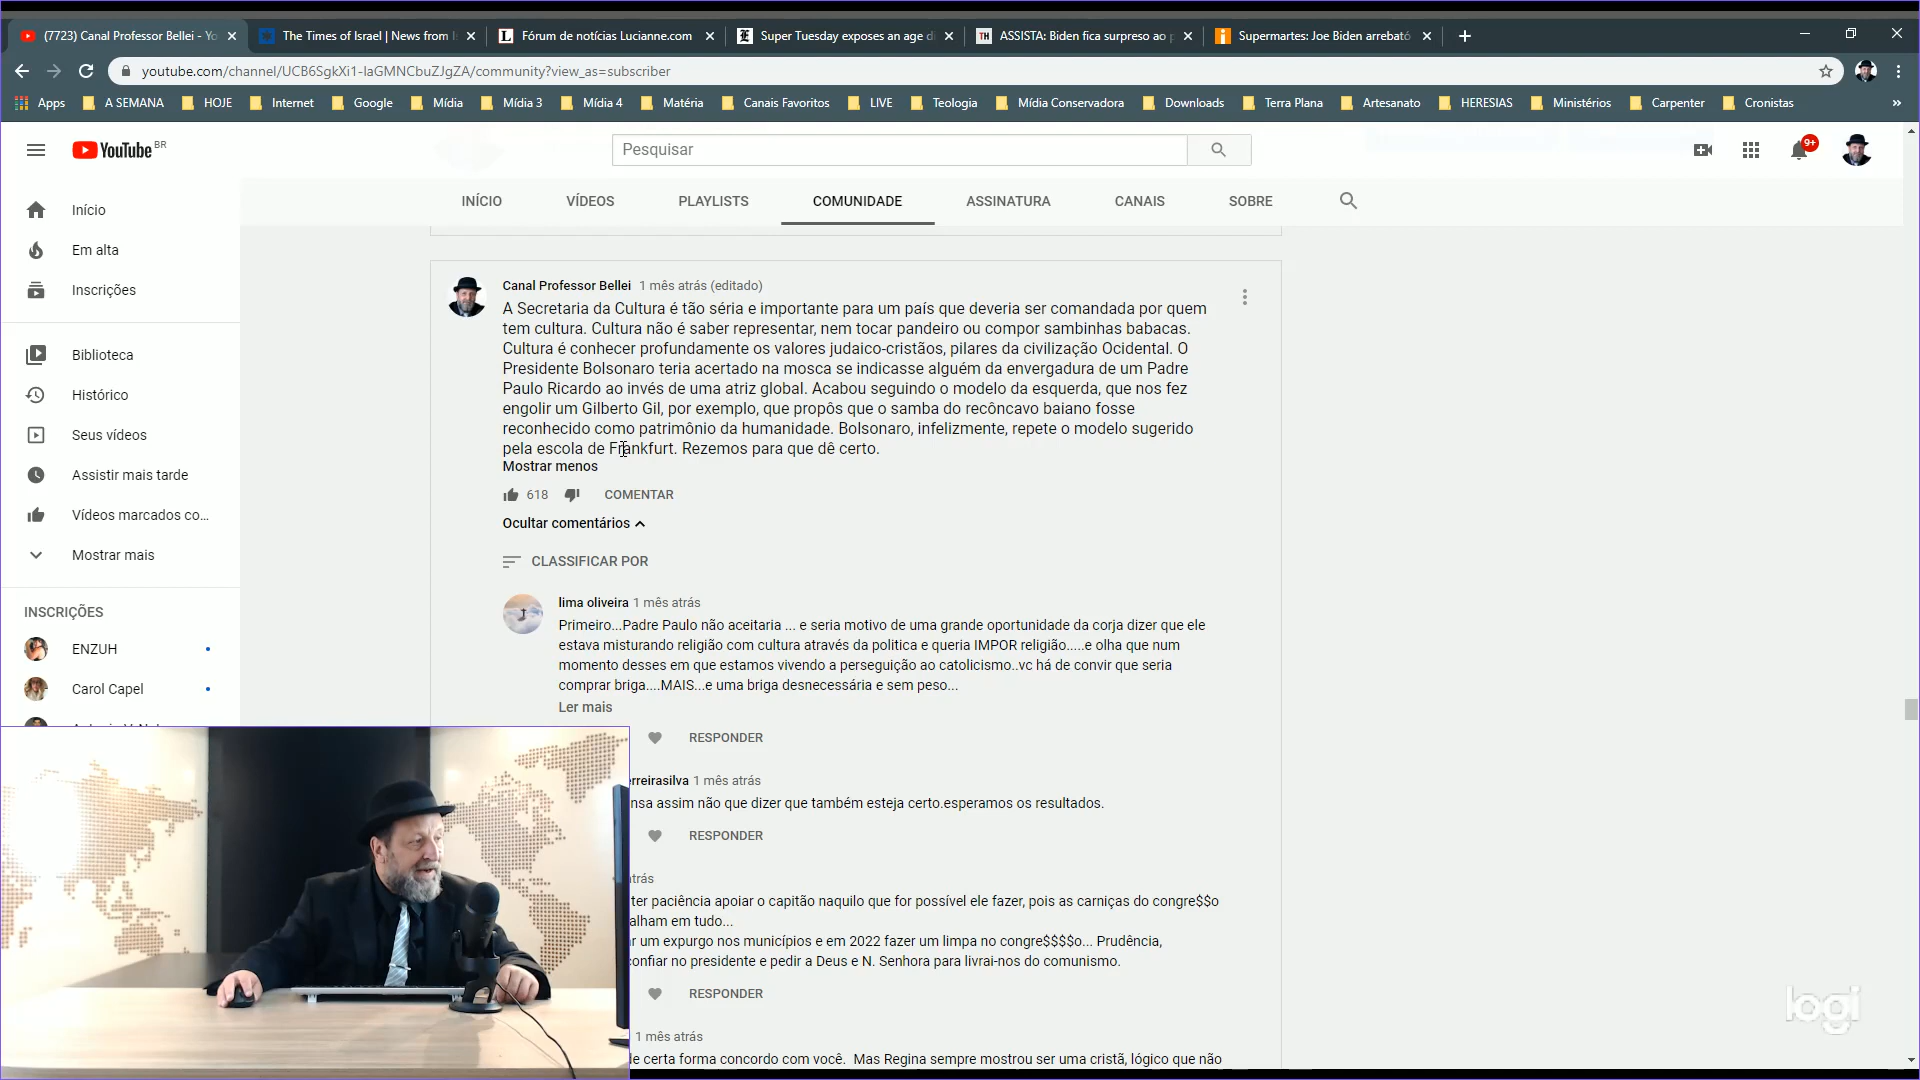 (7723) Canal Professor Bellei - Yo
The Times of Israel | News from I
Fórum de notícias Lucianne.com
Super Tuesday exposes an age d
ASSISTA: Biden fica surpreso ao p
Supermartes: Joe Biden arrebató
youtube.com/channel/UCB6SgkXi1-IaGMNCbuZJgZA/community?view_as=subscriber
Apps
A SEMANA
HOJE
Internet
Google
Mídia
Mídia 3
Mídia 4
Matéria
Canais Favoritos
LIVE
Teologia
Mídia Conservadora
Downloads
Terra Plana
Artesanato
HERESIAS
Ministérios
Carpenter
Cronistas
»
YouTube BR
Pesquisar
9+
INÍCIO
VÍDEOS
PLAYLISTS
COMUNIDADE
ASSINATURA
CANAIS
SOBRE
Início
Em alta
Inscrições
Biblioteca
Histórico
Seus vídeos
Assistir mais tarde
Vídeos marcados co...
Mostrar mais
INSCRIÇÕES
ENZUH
Carol Capel
Canal Professor Bellei 1 mês atrás (editado)
A Secretaria da Cultura é tão séria e importante para um país que deveria ser comandada por quem
tem cultura. Cultura não é saber representar, nem tocar pandeiro ou compor sambinhas babacas.
Cultura é conhecer profundamente os valores judaico-cristãos, pilares da civilização Ocidental. O
Presidente Bolsonaro teria acertado na mosca se indicasse alguém da envergadura de um Padre
Paulo Ricardo ao invés de uma atriz global. Acabou seguindo o modelo da esquerda, que nos fez
engolir um Gilberto Gil, por exemplo, que propôs que o samba do recôncavo baiano fosse
reconhecido como patrimônio da humanidade. Bolsonaro, infelizmente, repete o modelo sugerido
pela escola de Frankfurt. Rezemos para que dê certo.
Mostrar menos
618
COMENTAR
Ocultar comentários
CLASSIFICAR POR
lima oliveira 1 mês atrás
Primeiro...Padre Paulo não aceitaria ... e seria motivo de uma grande oportunidade da corja dizer que ele
estava misturando religião com cultura através da politica e queria IMPOR religião.....e olha que num
momento desses em que estamos vivendo a perseguição ao catolicismo..vc há de convir que seria
comprar briga....MAIS...e uma briga desnecessária e sem peso...
Ler mais
RESPONDER
rreirasilva 1 mês atrás
nsa assim não que dizer que também esteja certo.esperamos os resultados.
RESPONDER
trás
ter paciência apoiar o capitão naquilo que for possível ele fazer, pois as carniças do congre$$o
alham em tudo...
ar um expurgo nos municípios e em 2022 fazer um limpa no congre$$$$o... Prudência,
onfiar no presidente e pedir a Deus e N. Senhora para livrai-nos do comunismo.
RESPONDER
1 mês atrás
e certa forma concordo com você. Mas Regina sempre mostrou ser uma cristã, lógico que não
logi